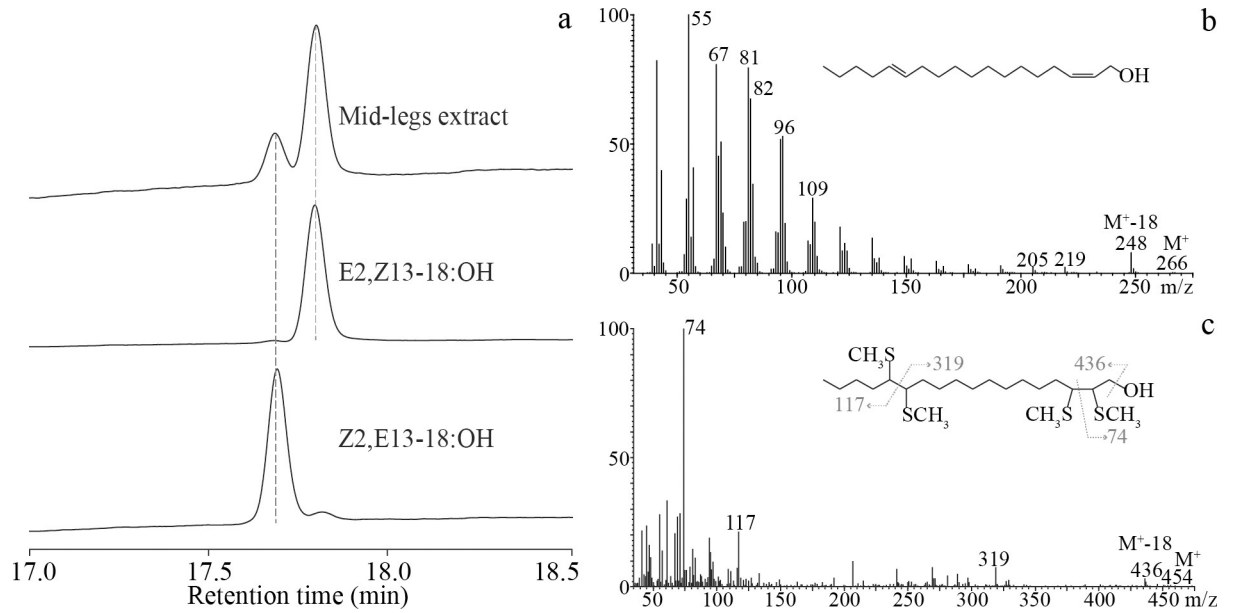 a
Mid-legs extract
E2,Z13-18:OH
Z2,E13-18:OH
17.0 17.5 18.0 18.5
Retention time (min)
b
100
50
0
55
67
81
82
96
109
205 219
M⁺-18
248
M⁺
266
OH
50 100 150 200 250 m/z
c
100
50
0
74
117
319
M⁺-18
436
M⁺
454
CH₃S
319
117
SCH₃
436
OH
CH₃S
SCH₃
74
50 100 150 200 250 300 350 400 450 m/z